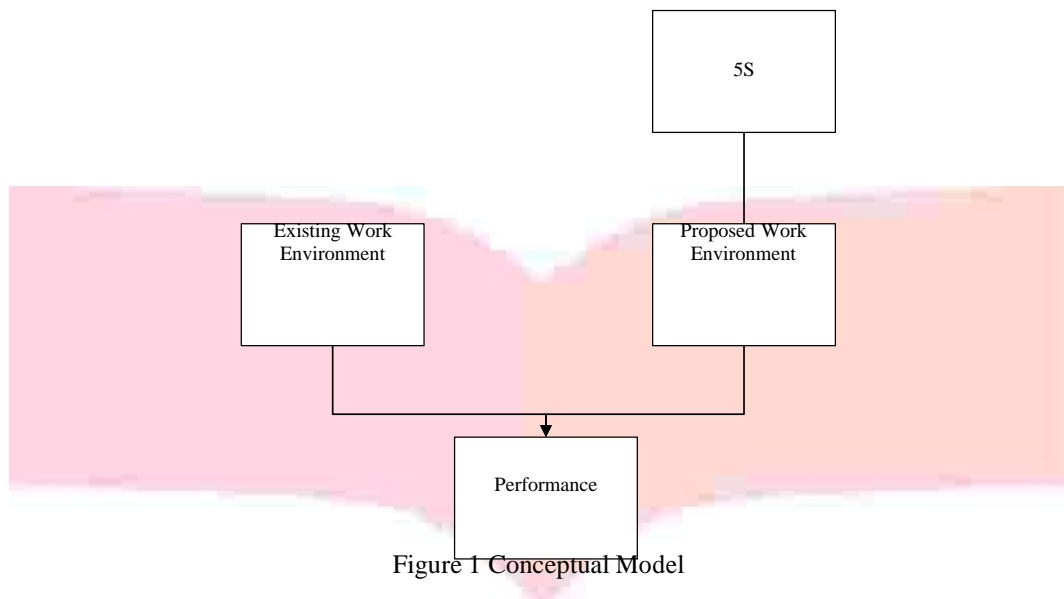 5S
Existing Work
Environment
Proposed Work
Environment
Performance
Figure 1 Conceptual Model